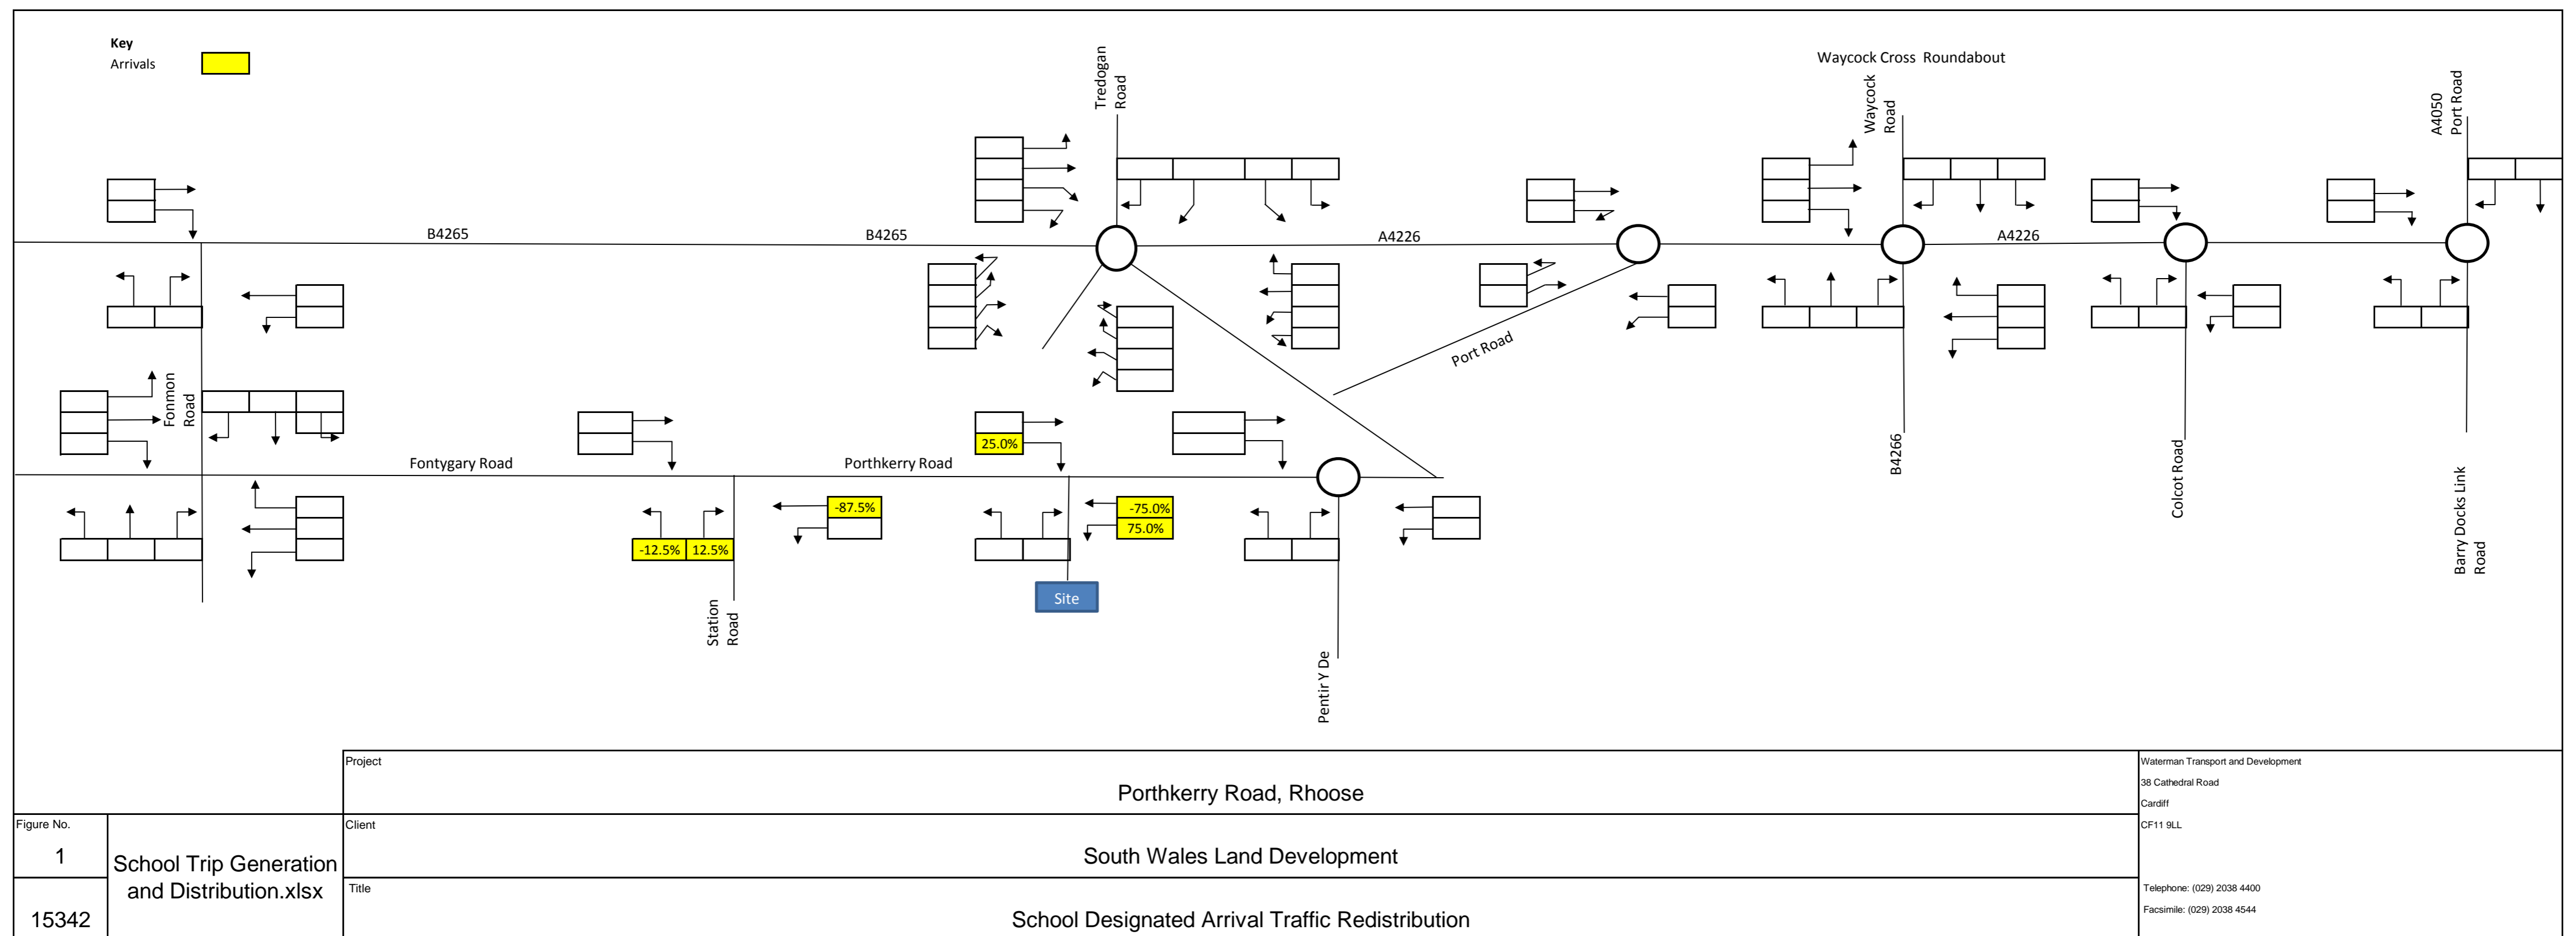 Key
Arrivals
Tredogan
Road
Waycock Cross  Roundabout
Waycock
Road
A4050
Port Road
B4265
B4265
A4226
A4226
Port Road
Fonmon
Road
25.0%
Fontygary Road
Porthkerry Road
B4266
Colcot Road
Barry Docks Link
Road
-87.5%
-75.0%
75.0%
-12.5%
12.5%
Site
Station
Road
Pentir Y De
Project
Porthkerry Road, Rhoose
Waterman Transport and Development
38 Cathedral Road
Cardiff
CF11 9LL
Figure No.
1
School Trip Generation
and Distribution.xlsx
Client
South Wales Land Development
15342
Title
School Designated Arrival Traffic Redistribution
Telephone: (029) 2038 4400
Facsimile: (029) 2038 4544